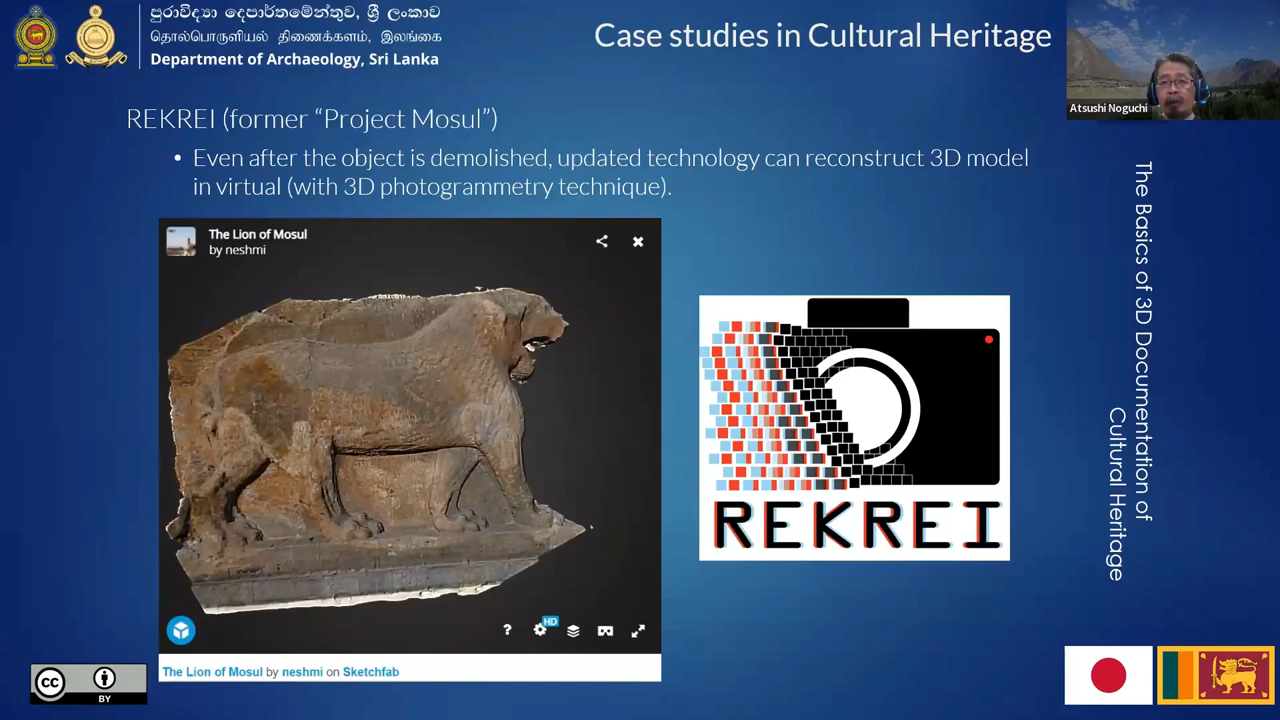 පුරාවිද්‍යා දෙපාර්තමේන්තුව, ශ්‍රී ලංකාව
தொல்பொருளியல் திணைக்களம், இலங்கை
Department of Archaeology, Sri Lanka
Case studies in Cultural Heritage
Atsushi Noguchi
REKREI (former “Project Mosul”)
• Even after the object is demolished, updated technology can reconstruct 3D model
in virtual (with 3D photogrammetry technique).
The Lion of Mosul
by neshmi
HD
The Lion of Mosul by neshmi on Sketchfab
REKREI
The Basics of 3D Documentation of
Cultural Heritage
CC
BY